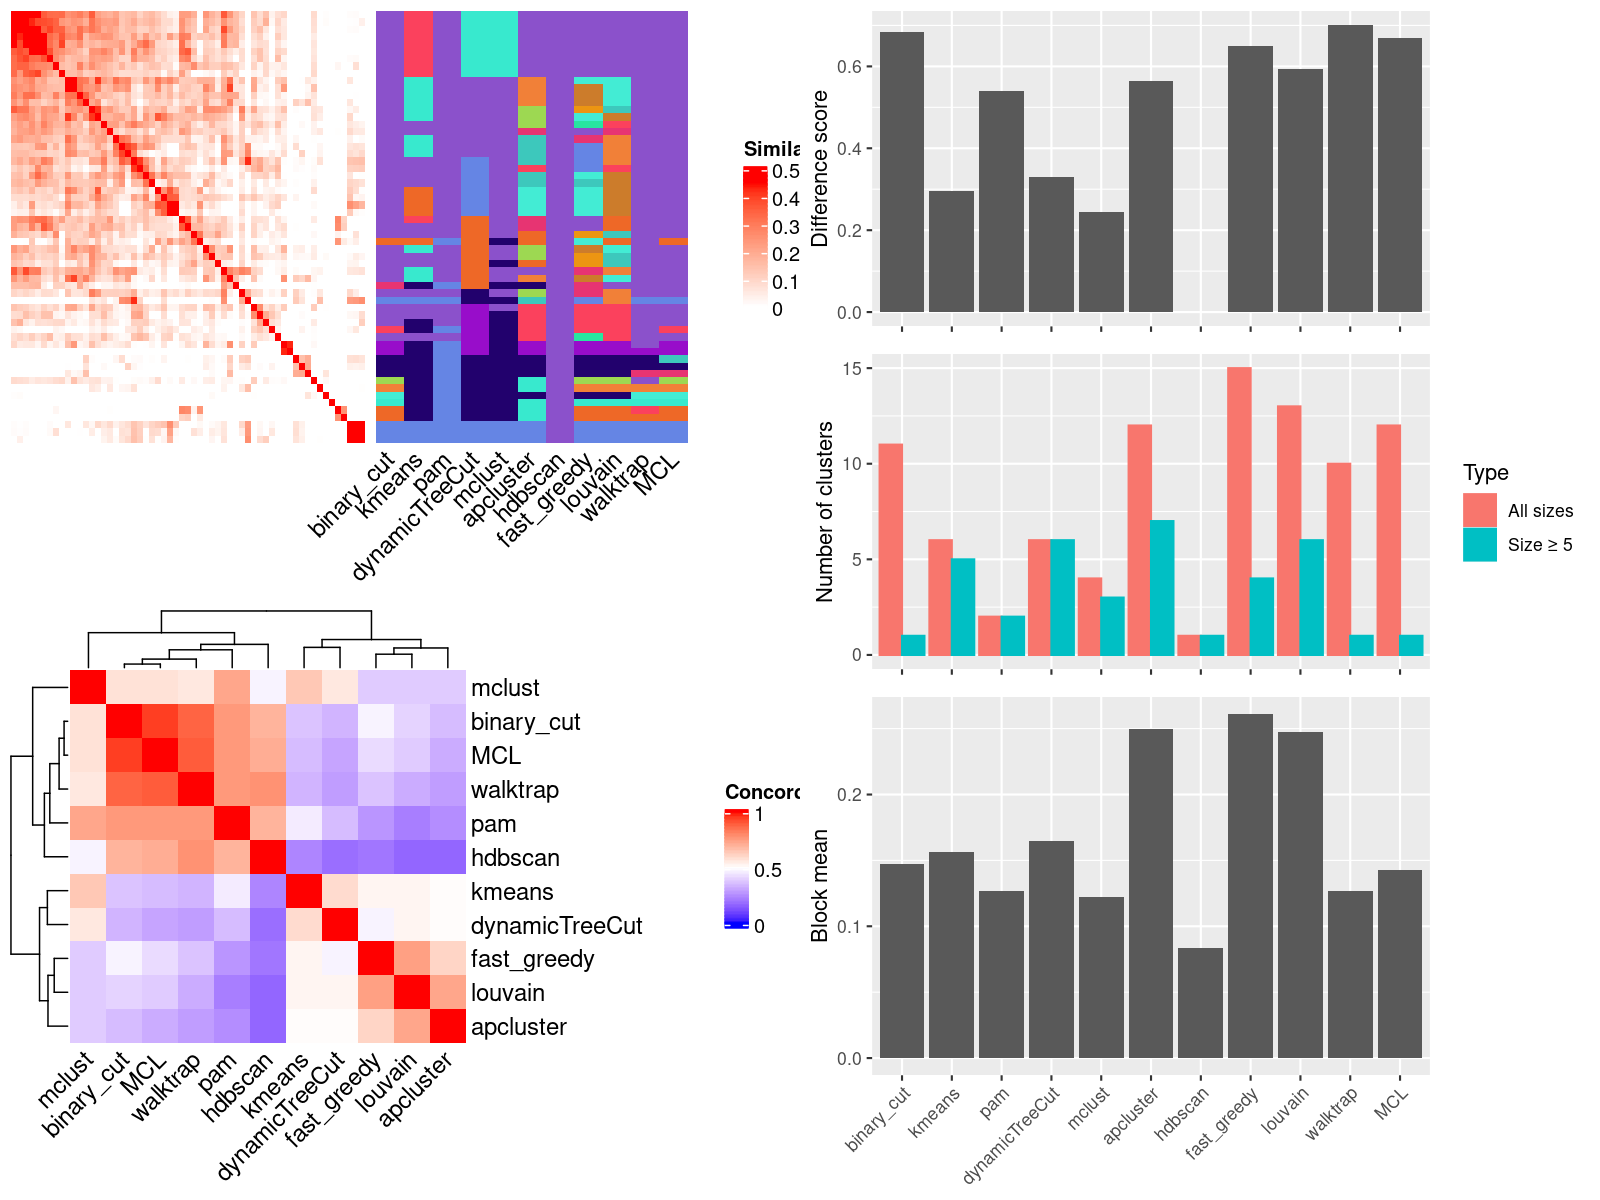 Simila
0.5
0.4
0.3
0.2
0.1
0
binary_cut
kmeans
pam
dynamicTreeCut
mclust
apcluster
hdbscan
fast_greedy
louvain
walktrap
MCL
Difference score
0.6
0.4
0.2
0.0
Number of clusters
15
10
5
0
Type
All sizes
Size ≥ 5
mclust
binary_cut
MCL
walktrap
pam
hdbscan
kmeans
dynamicTreeCut
fast_greedy
louvain
apcluster
mclust
binary_cut
MCL
walktrap
pam
hdbscan
kmeans
dynamicTreeCut
fast_greedy
louvain
apcluster
Concord
1
0.5
0
Block mean
0.2
0.1
0.0
binary_cut
kmeans
pam
dynamicTreeCut
mclust
apcluster
hdbscan
fast_greedy
louvain
walktrap
MCL